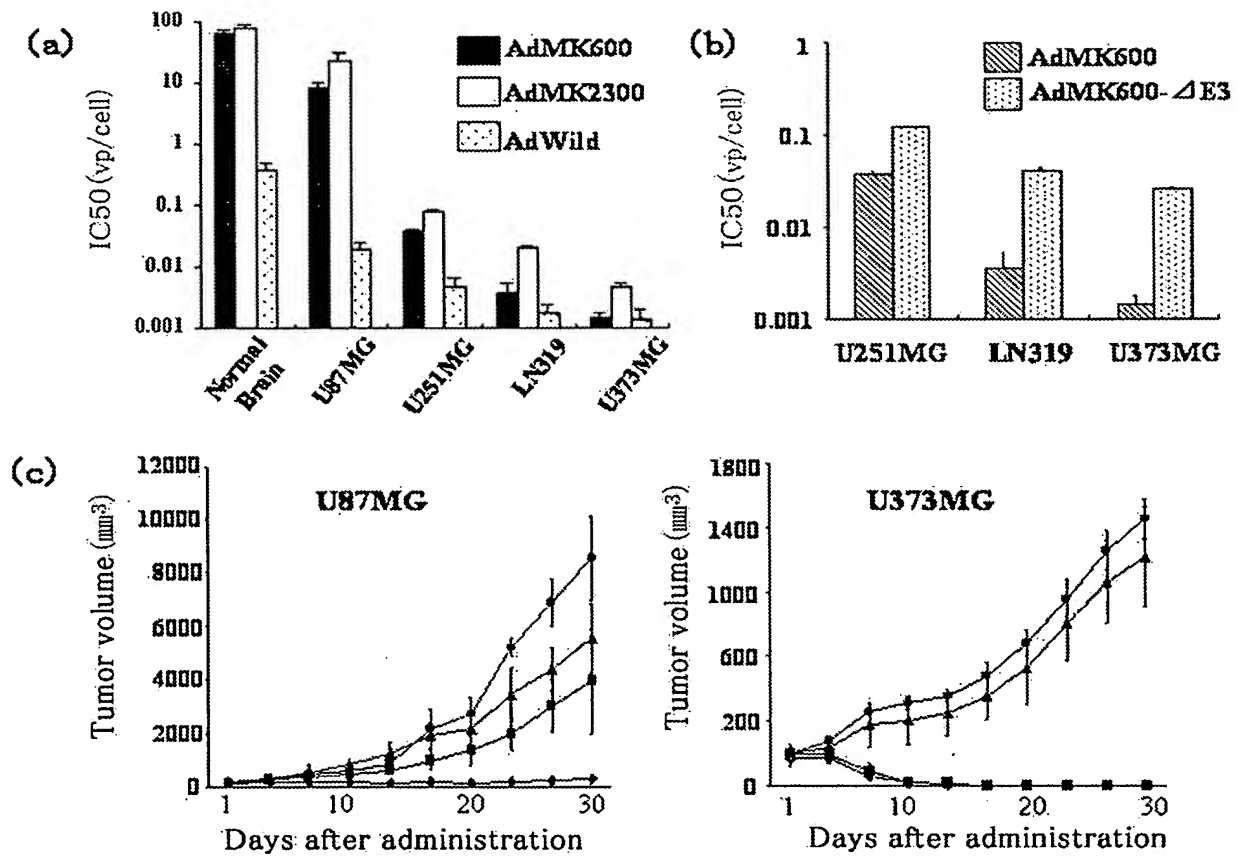 (a)
IC50(vp/cell)
100
10
1
0.1
0.01
0.001
AdMK600
AdMK2300
AdWild
Normal Brain
U87MG
U251MG
LN319
U373MG
(b)
IC50(vp/cell)
1
0.1
0.01
0.001
AdMK600
AdMK600-⊿E3
U251MG LN319 U373MG
(c)
U87MG
Tumor volume (mm³)
12000
10000
8000
6000
4000
2000
0
1 10 20 30
Days after administration
U373MG
Tumor volume (mm³)
1800
1400
1000
600
200
0
1 10 20 30
Days after administration